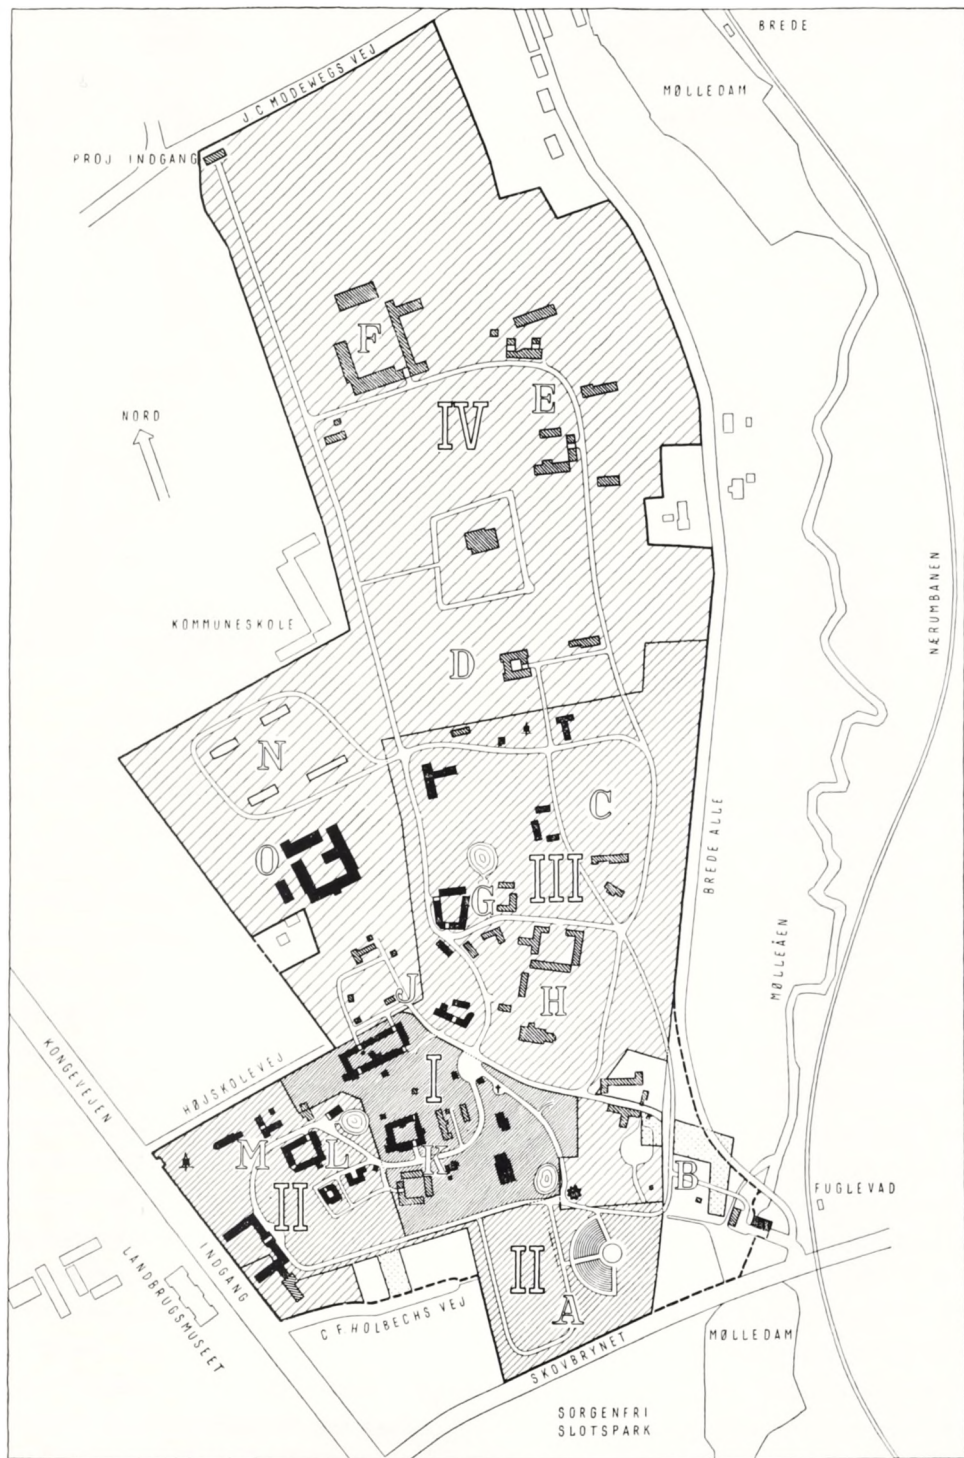 BREDE
J C MODEWEGS VEJ
MØLLEDAM
PROJ INDGANG
F
NORD
IV
E
KOMMUNESKOLE
NÆRUMBANEN
D
N
C
BREDE ALLE
O
III
G
MØLLEÅEN
J
H
KONGEVEJEN
HØJSKOLEVEJ
I
M
L
K
B
II
FUGLEVAD
INDGANG
LANDBRUGSMUSEET
II
A
C. F. HOLBECHS VEJ
SKOVBRYNET
MØLLEDAM
SORGENFRI
SLOTSPARK